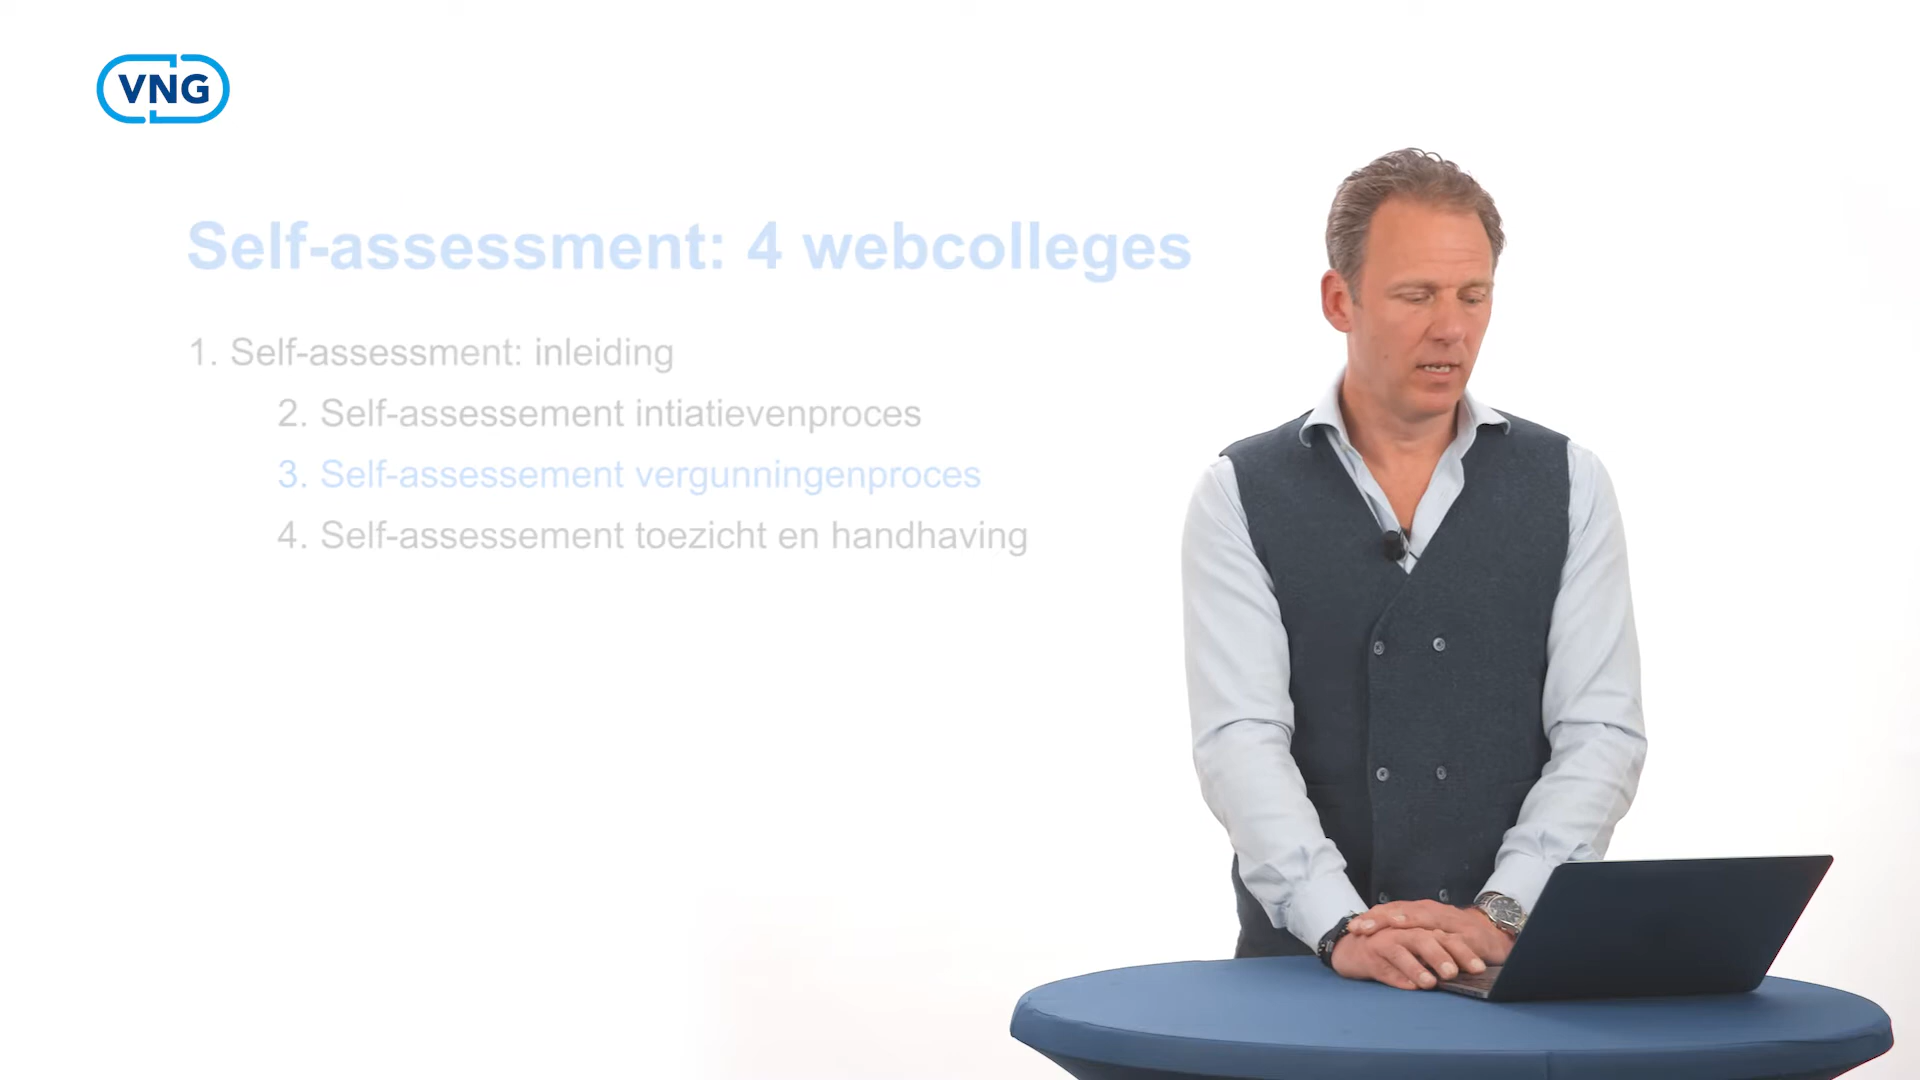 VNG
Self-assessment: 4 webcolleges
1. Self-assessment: inleiding
2. Self-assessement intiatievenproces
3. Self-assessement vergunningenproces
4. Self-assessement toezicht en handhaving